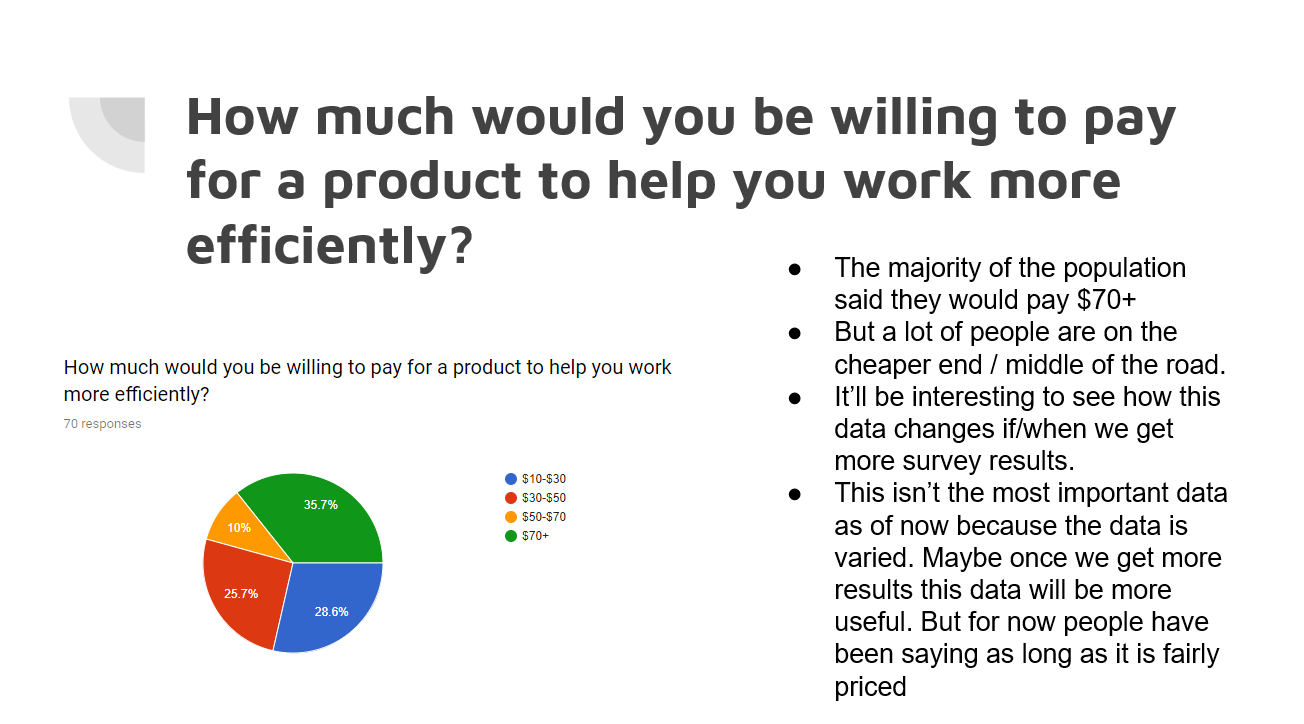 How much would you be willing to pay
for a product to help you work more
efficiently?
How much would you be willing to pay for a product to help you work
more efficiently?
70 responses
35.7%
10%
25.7%
28.6%
$10-$30
$30-$50
$50-$70
$70+
● The majority of the population
said they would pay $70+
● But a lot of people are on the
cheaper end / middle of the road.
● It’ll be interesting to see how this
data changes if/when we get
more survey results.
● This isn’t the most important data
as of now because the data is
varied. Maybe once we get more
results this data will be more
useful. But for now people have
been saying as long as it is fairly
priced